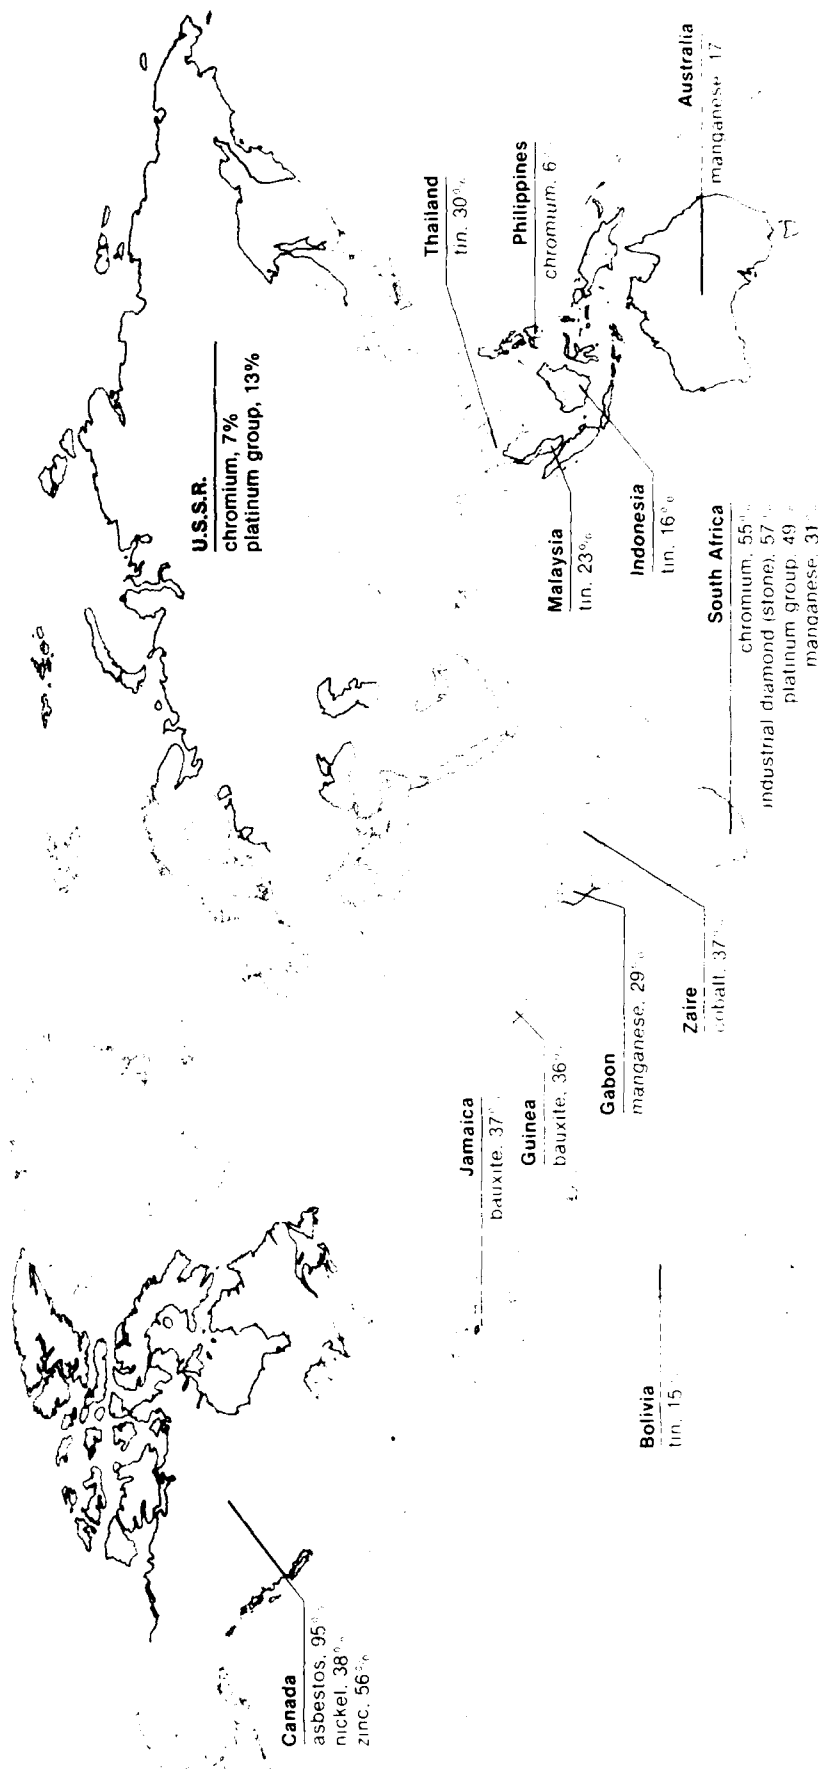 Canada
asbestos, 95%
nickel, 38%
zinc, 56%
U.S.S.R.
chromium, 7%
platinum group, 13%
Jamaica
bauxite, 37%
Guinea
bauxite, 36%
Gabon
manganese, 29%
Zaire
cobalt, 37%
Bolivia
tin, 15
South Africa
chromium, 55%
industrial diamond (stone), 57
platinum group, 49
manganese, 31
Thailand
tin, 30%
Philippines
chromium, 6
Malaysia
tin, 23%
Indonesia
tin, 16%
Australia
manganese, 17